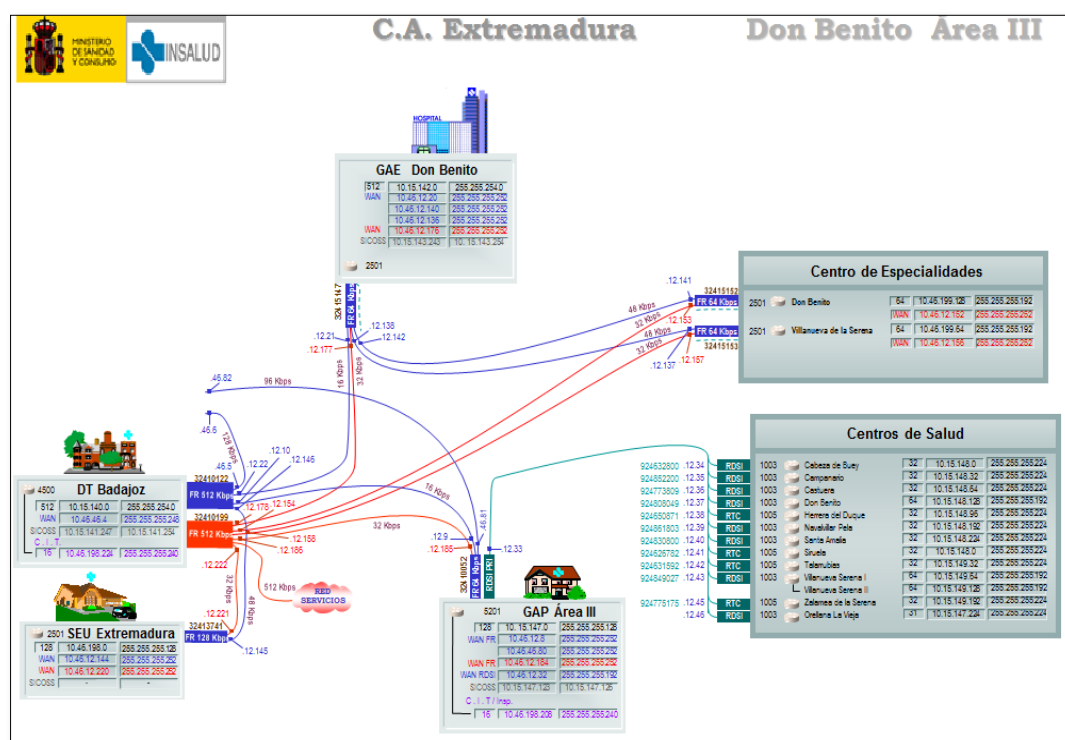 MINISTERIO
DE SANIDAD
Y CONSUMO
INSALUD
C.A. Extremadura
Don Benito Área III
HOSPITAL
GAE Don Benito
512 10.15.142.0 255.255.254.0
WAN 10.46.12.20 255.255.255.252
10.46.12.140 255.255.255.252
10.46.12.136 255.255.255.252
WAN 10.46.12.176 255.255.255.252
SICOSS 10.15.143.243 10.15.143.254
2501
FR 64 Kbps
.12.21
.12.177
.12.138
.12.142
16 Kbps
32 Kbps
48 Kbps
32 Kbps
48 Kbps
32 Kbps
.12.141
.12.153
.12.137
.12.157
FR 64 Kbps
FR 64 Kbps
Centro de Especialidades
2501 Don Benito 64 10.46.199.128 255.255.255.192
WAN 10.46.12.152 255.255.255.252
2501 Villanueva de la Serena 64 10.46.199.64 255.255.255.192
WAN 10.46.12.156 255.255.255.252
.46.82
96 Kbps
.46.5
128 Kbps
.46.5
.12.22
.12.10
.12.146
32410122
FR 512 Kbps
32410199
FR 512 Kbps
.12.178
.12.154
.12.158
.12.186
.12.222
DT Badajoz
4500
512 10.15.140.0 255.255.254.0
WAN 10.46.46.4 255.255.255.248
SICOSS 10.15.141.247 10.15.141.254
C.I.T.
16 10.46.198.224 255.255.255.240
32 Kbps
48 Kbps
512 Kbps
RED
SERVICIOS
.12.221
32413741
FR 128 Kbps
.12.145
2501 SEU Extremadura
128 10.46.198.0 255.255.255.128
WAN 10.46.12.144 255.255.255.252
WAN 10.46.12.220 255.255.255.252
SICOSS - -
16 Kbps
32 Kbps
.12.9
.12.185
.46.81
.12.33
32410052
FR 64 Kbps
RDSI PRI
5201 GAP Área III
128 10.15.147.0 255.255.255.128
WAN FR 10.46.12.8 255.255.255.252
10.46.46.80 255.255.255.252
WAN FR 10.46.12.184 255.255.255.252
WAN RDSI 10.46.12.32 255.255.255.192
SICOSS 10.15.147.123 10.15.147.126
C.I.T/Insp.
16 10.46.198.208 255.255.255.240
Centros de Salud
924632800 .12.34 RDSI 1003 Cabeza de Buey 32 10.15.148.0 255.255.255.224
924852200 .12.35 RDSI 1003 Campanario 32 10.15.148.32 255.255.255.224
924773809 .12.36 RDSI 1003 Castuera 32 10.15.148.64 255.255.255.224
924808049 .12.37 RDSI 1003 Don Benito 64 10.15.148.128 255.255.255.192
924650871 .12.38 RTC 1005 Herrera del Duque 32 10.15.148.96 255.255.255.224
924861803 .12.39 RDSI 1003 Navalvillar Pela 32 10.15.148.192 255.255.255.224
924830800 .12.40 RDSI 1003 Santa Amalia 32 10.15.148.224 255.255.255.224
924626782 .12.41 RTC 1005 Siruela 32 10.15.148.0 255.255.255.224
924631592 .12.42 RTC 1005 Talarrubias 32 10.15.149.32 255.255.255.224
924849027 .12.43 RDSI 1003 Villanueva Serena I 64 10.15.149.64 255.255.255.192
Villanueva Serena II 64 10.15.149.128 255.255.255.192
924775175 .12.45 RTC 1005 Zalamea de la Serena 32 10.15.149.192 255.255.255.224
.12.46 RDSI 1003 Orellana La Vieja 31 10.15.147.224 255.255.255.224